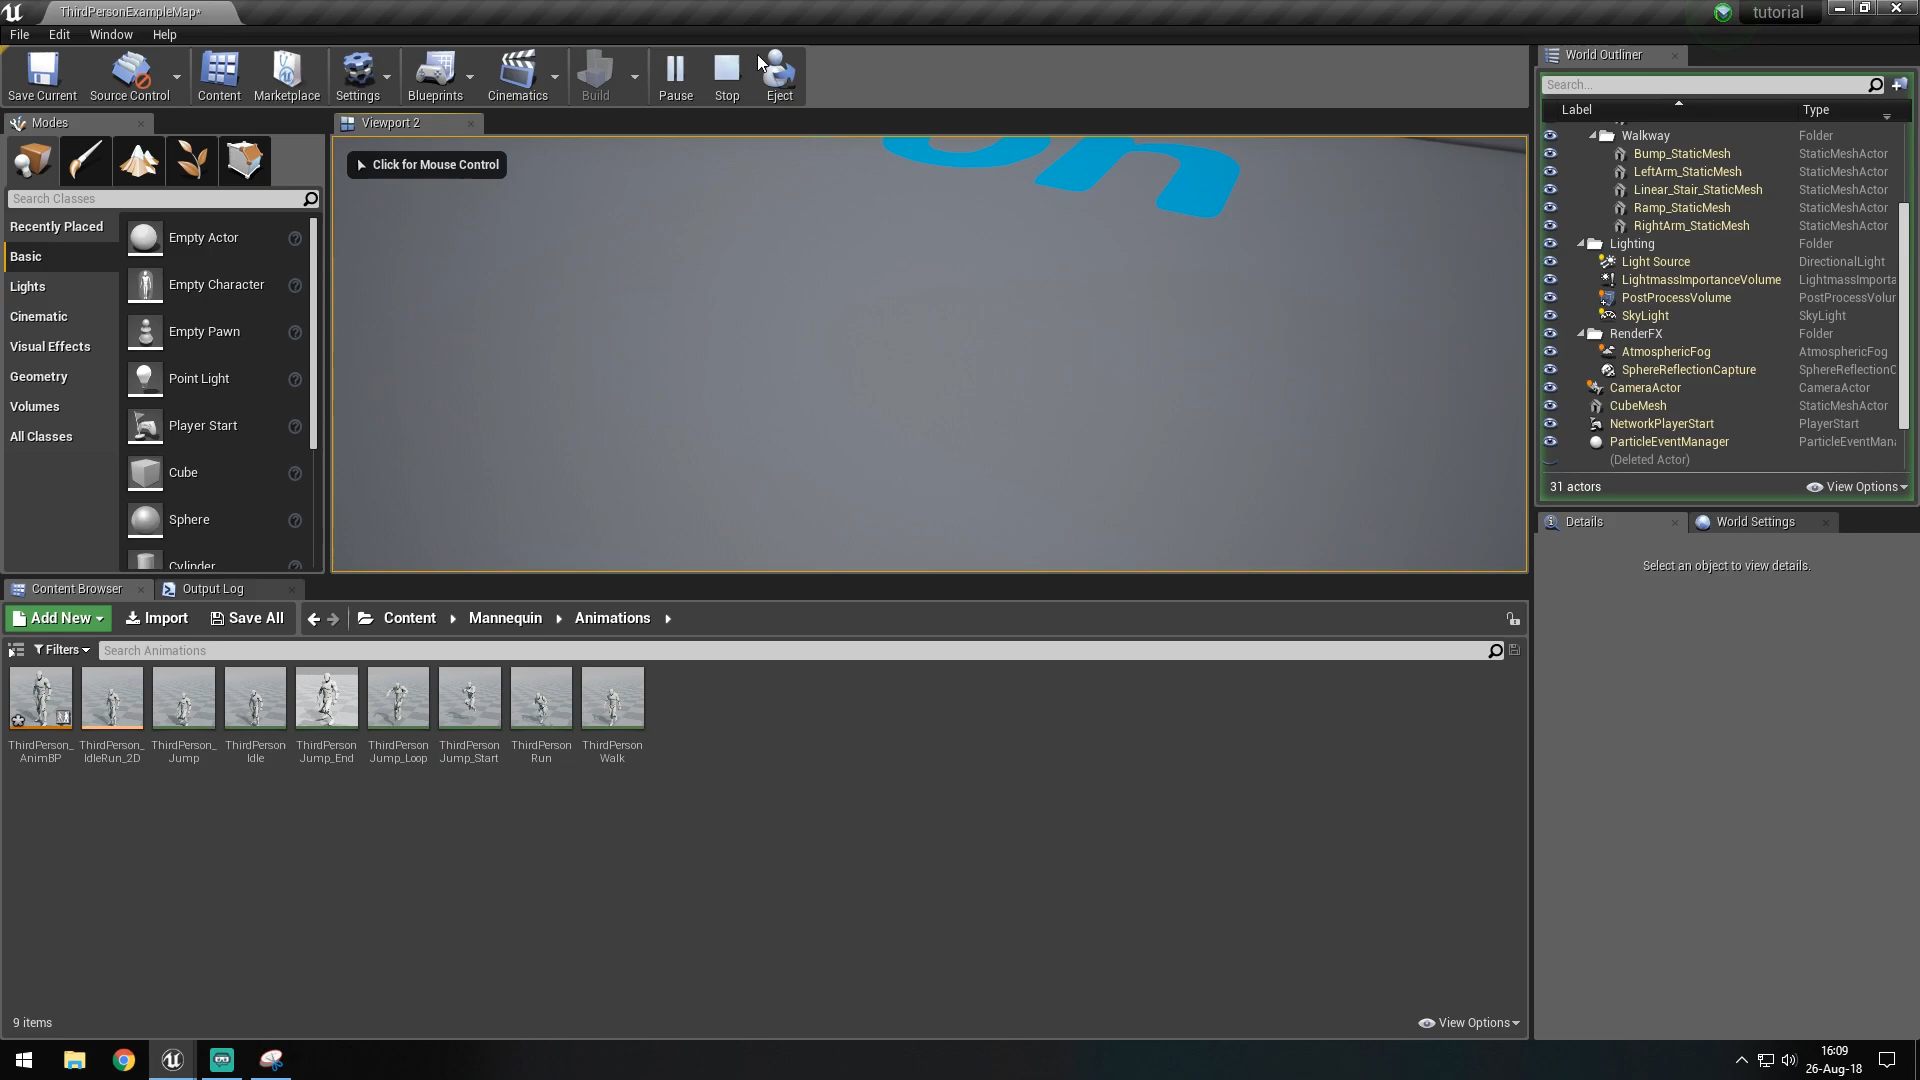 ThirdPersonExampleMap*
tutorial
File Edit Window Help
Save Current
Source Control
Content
Marketplace
Settings
Blueprints
Cinematics
Build
Pause
Stop
Eject
Modes
Search Classes
Recently Placed
Basic
Lights
Cinematic
Visual Effects
Geometry
Volumes
All Classes
Empty Actor
Empty Character
Empty Pawn
Point Light
Player Start
Cube
Sphere
Cylinder
Viewport 2
Click for Mouse Control
World Outliner
Search...
Label Type
Walkway Folder
Bump_StaticMesh StaticMeshActor
LeftArm_StaticMesh StaticMeshActor
Linear_Stair_StaticMesh StaticMeshActor
Ramp_StaticMesh StaticMeshActor
RightArm_StaticMesh StaticMeshActor
Lighting Folder
Light Source DirectionalLight
LightmassImportanceVolume LightmassImporta
PostProcessVolume PostProcessVolur
SkyLight SkyLight
RenderFX Folder
AtmosphericFog AtmosphericFog
SphereReflectionCapture SphereReflectionC
CameraActor CameraActor
CubeMesh StaticMeshActor
NetworkPlayerStart PlayerStart
ParticleEventManager ParticleEventMana
(Deleted Actor)
31 actors
View Options
Details
World Settings
Select an object to view details.
Content Browser
Output Log
Add New
Import
Save All
Content
Mannequin
Animations
Filters
Search Animations
ThirdPerson_
AnimBP
ThirdPerson_
IdleRun_2D
ThirdPerson_
Jump
ThirdPerson
Idle
ThirdPerson
Jump_End
ThirdPerson
Jump_Loop
ThirdPerson
Jump_Start
ThirdPerson
Run
ThirdPerson
Walk
9 items
View Options
16:09
26-Aug-18